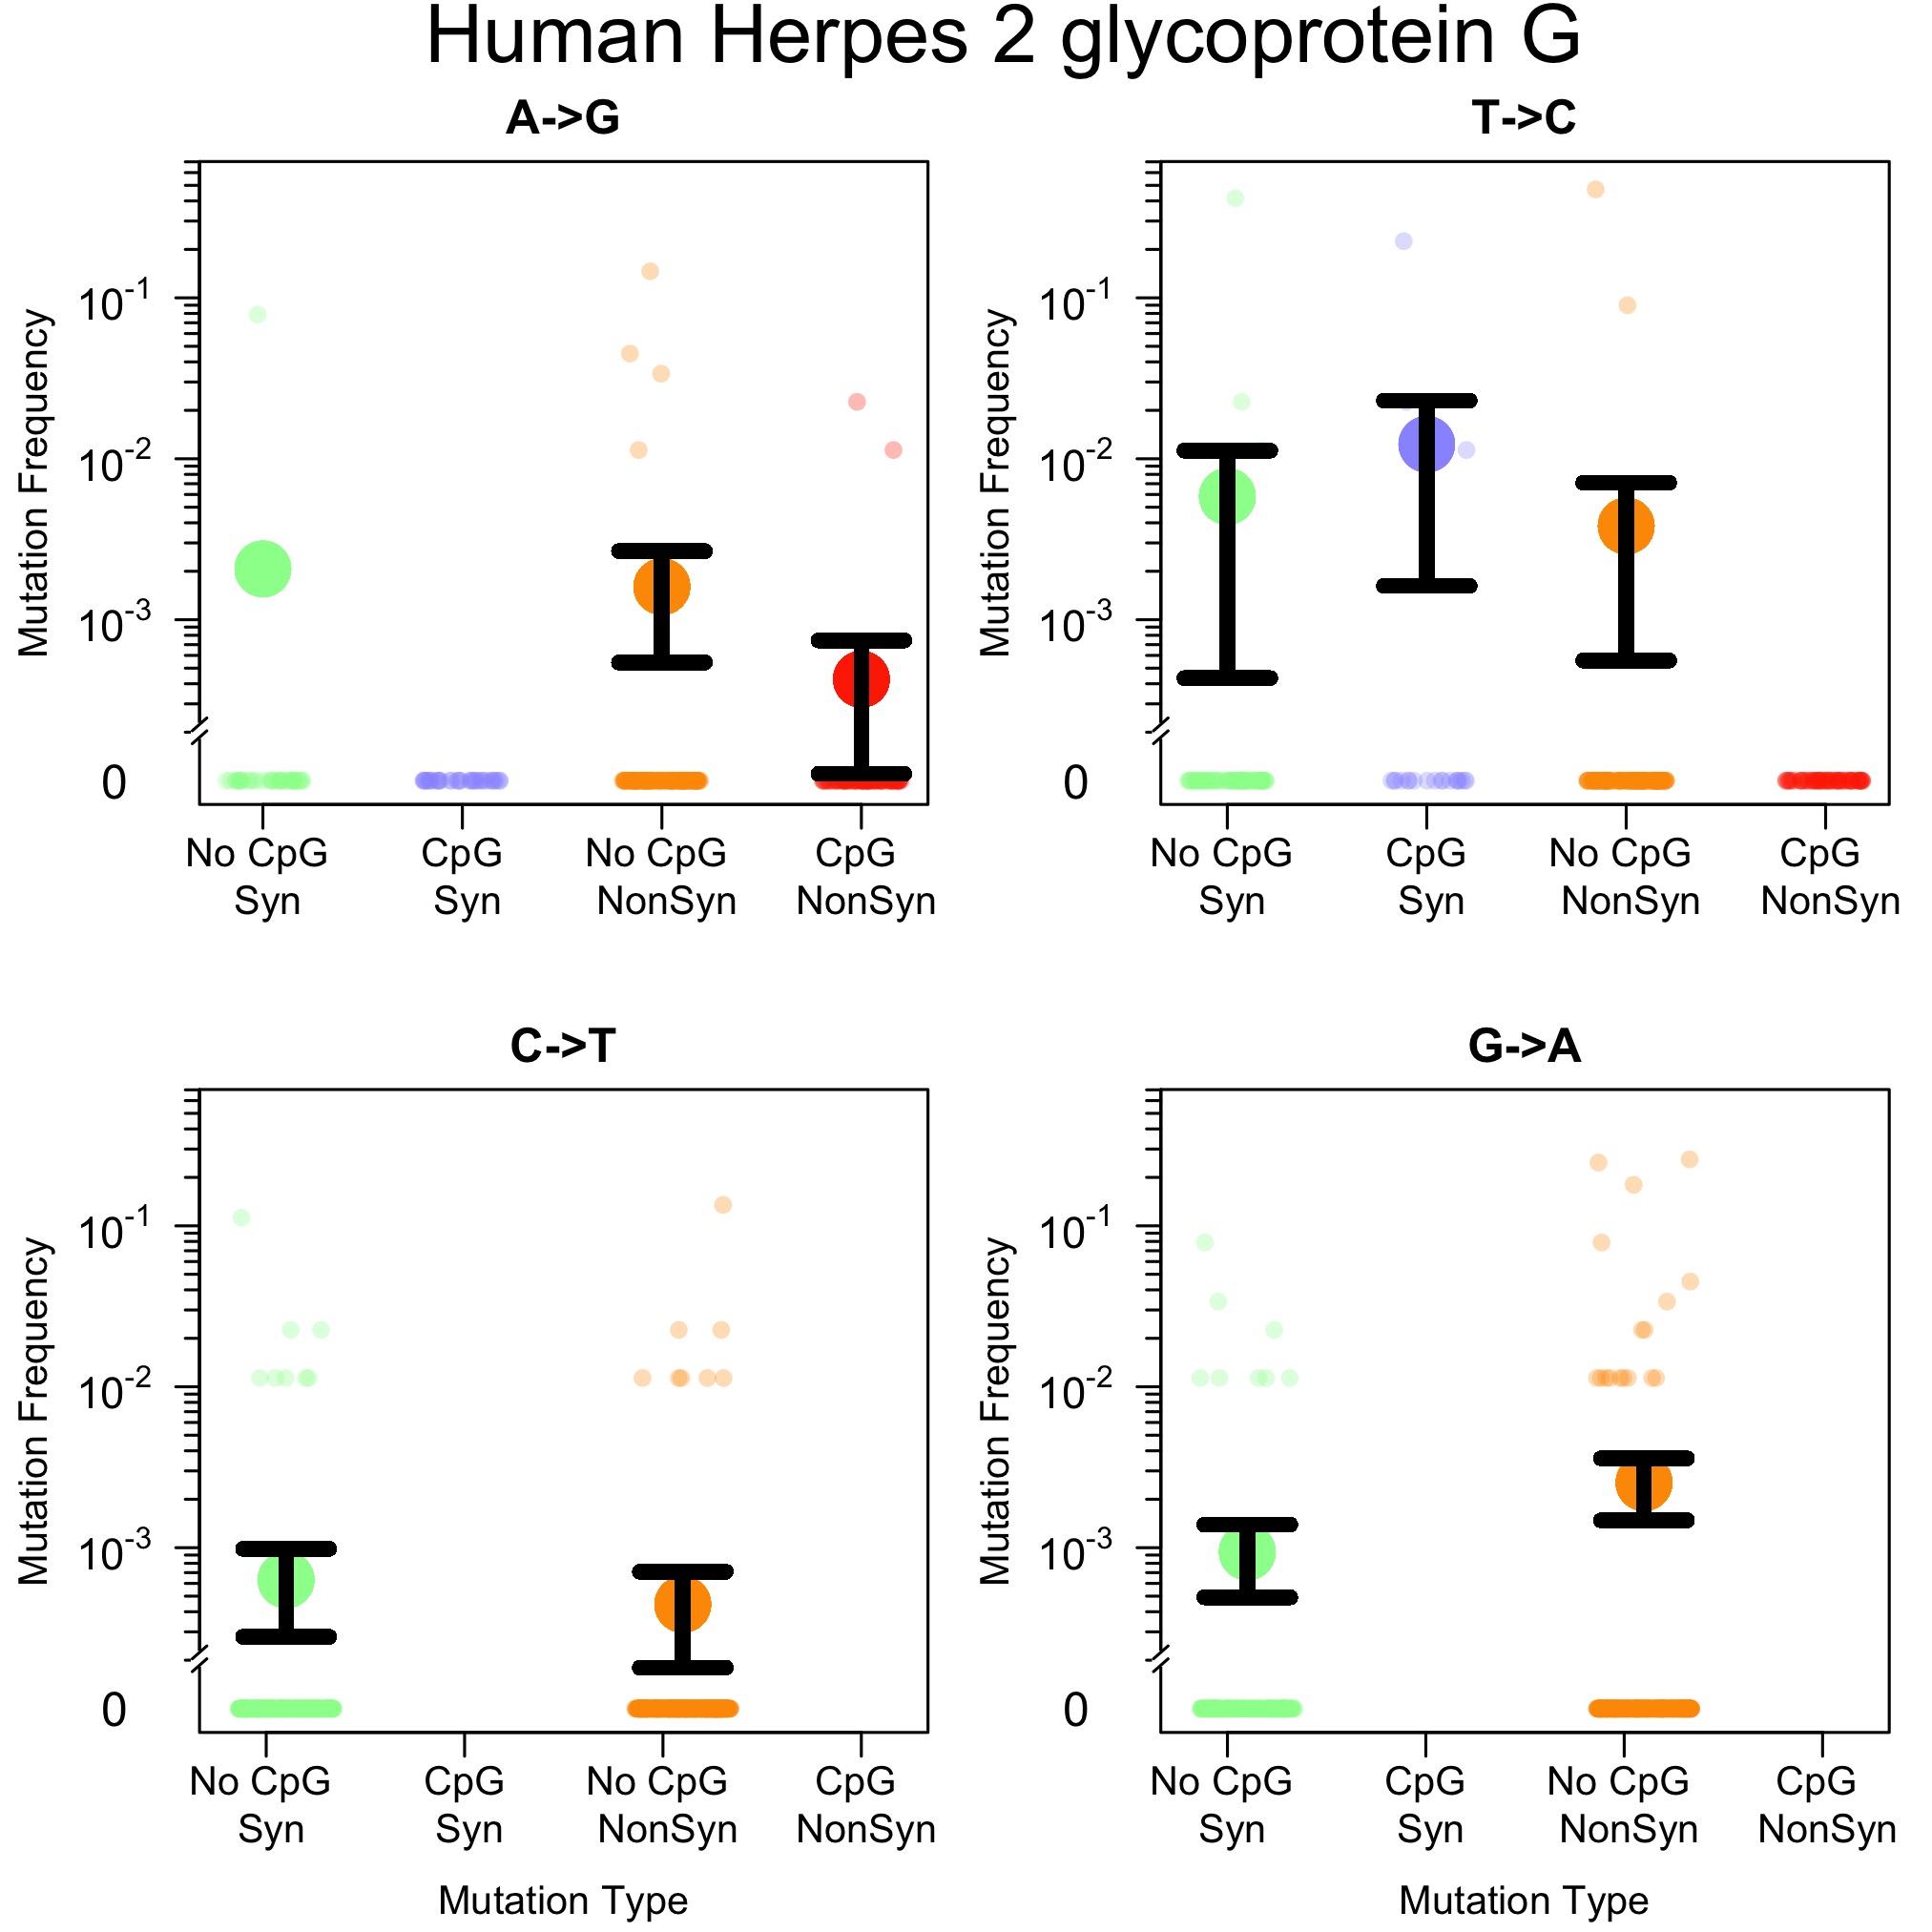 Human Herpes 2 glycoprotein G
A->G
Mutation Frequency
10-1
10-2
10-3
0
No CpG CpG No CpG CpG
Syn Syn NonSyn NonSyn
T->C
Mutation Frequency
10-1
10-2
10-3
0
No CpG CpG No CpG CpG
Syn Syn NonSyn NonSyn
C->T
Mutation Frequency
10-1
10-2
10-3
0
No CpG CpG No CpG CpG
Syn Syn NonSyn NonSyn
Mutation Type
G->A
Mutation Frequency
10-1
10-2
10-3
0
No CpG CpG No CpG CpG
Syn Syn NonSyn NonSyn
Mutation Type